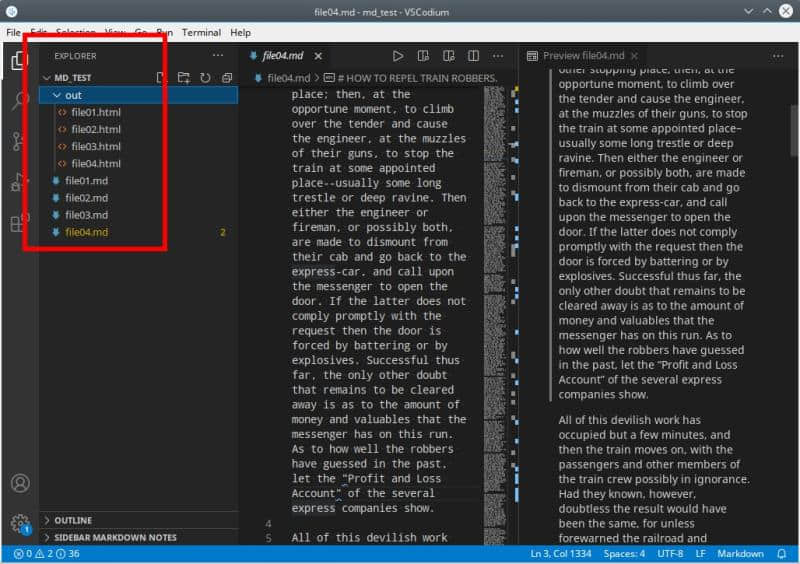 file04.md - md_test - VSCodium
File Edit Selection View Go Run Terminal Help
EXPLORER
MD_TEST
out
file01.html
file02.html
file03.html
file04.html
file01.md
file02.md
file03.md
file04.md 2
OUTLINE
SIDEBAR MARKDOWN NOTES
1
file04.md
file04.md > # HOW TO REPEL TRAIN ROBBERS.
place; then, at the
opportune moment, to climb
over the tender and cause
the engineer, at the muzzles
of their guns, to stop the
train at some appointed
place--usually some long
trestle or deep ravine. Then
either the engineer or
fireman, or possibly both,
are made to dismount from
their cab and go back to the
express-car, and call upon
the messenger to open the
door. If the latter does not
comply promptly with the
request then the door is
forced by battering or by
explosives. Successful thus
far, the only other doubt
that remains to be cleared
away is as to the amount of
money and valuables that the
messenger has on this run.
As to how well the robbers
have guessed in the past,
let the “Profit and Loss
Account” of the several
express companies show.
4
5 All of this devilish work
Preview file04.md
other stopping place; then, at the
opportune moment, to climb over
the tender and cause the engineer,
at the muzzles of their guns, to stop
the train at some appointed place–
usually some long trestle or deep
ravine. Then either the engineer or
fireman, or possibly both, are made
to dismount from their cab and go
back to the express-car, and call
upon the messenger to open the
door. If the latter does not comply
promptly with the request then the
door is forced by battering or by
explosives. Successful thus far, the
only other doubt that remains to be
cleared away is as to the amount of
money and valuables that the
messenger has on this run. As to
how well the robbers have guessed
in the past, let the “Profit and Loss
Account” of the several express
companies show.
All of this devilish work has
occupied but a few minutes, and
then the train moves on, with the
passengers and other members of
the train crew possibly in ignorance.
Had they known, however,
doubtless the result would have
been the same, for unless
forewarned the railroad and
0 2 36 Ln 3, Col 1334 Spaces: 4 UTF-8 LF Markdown